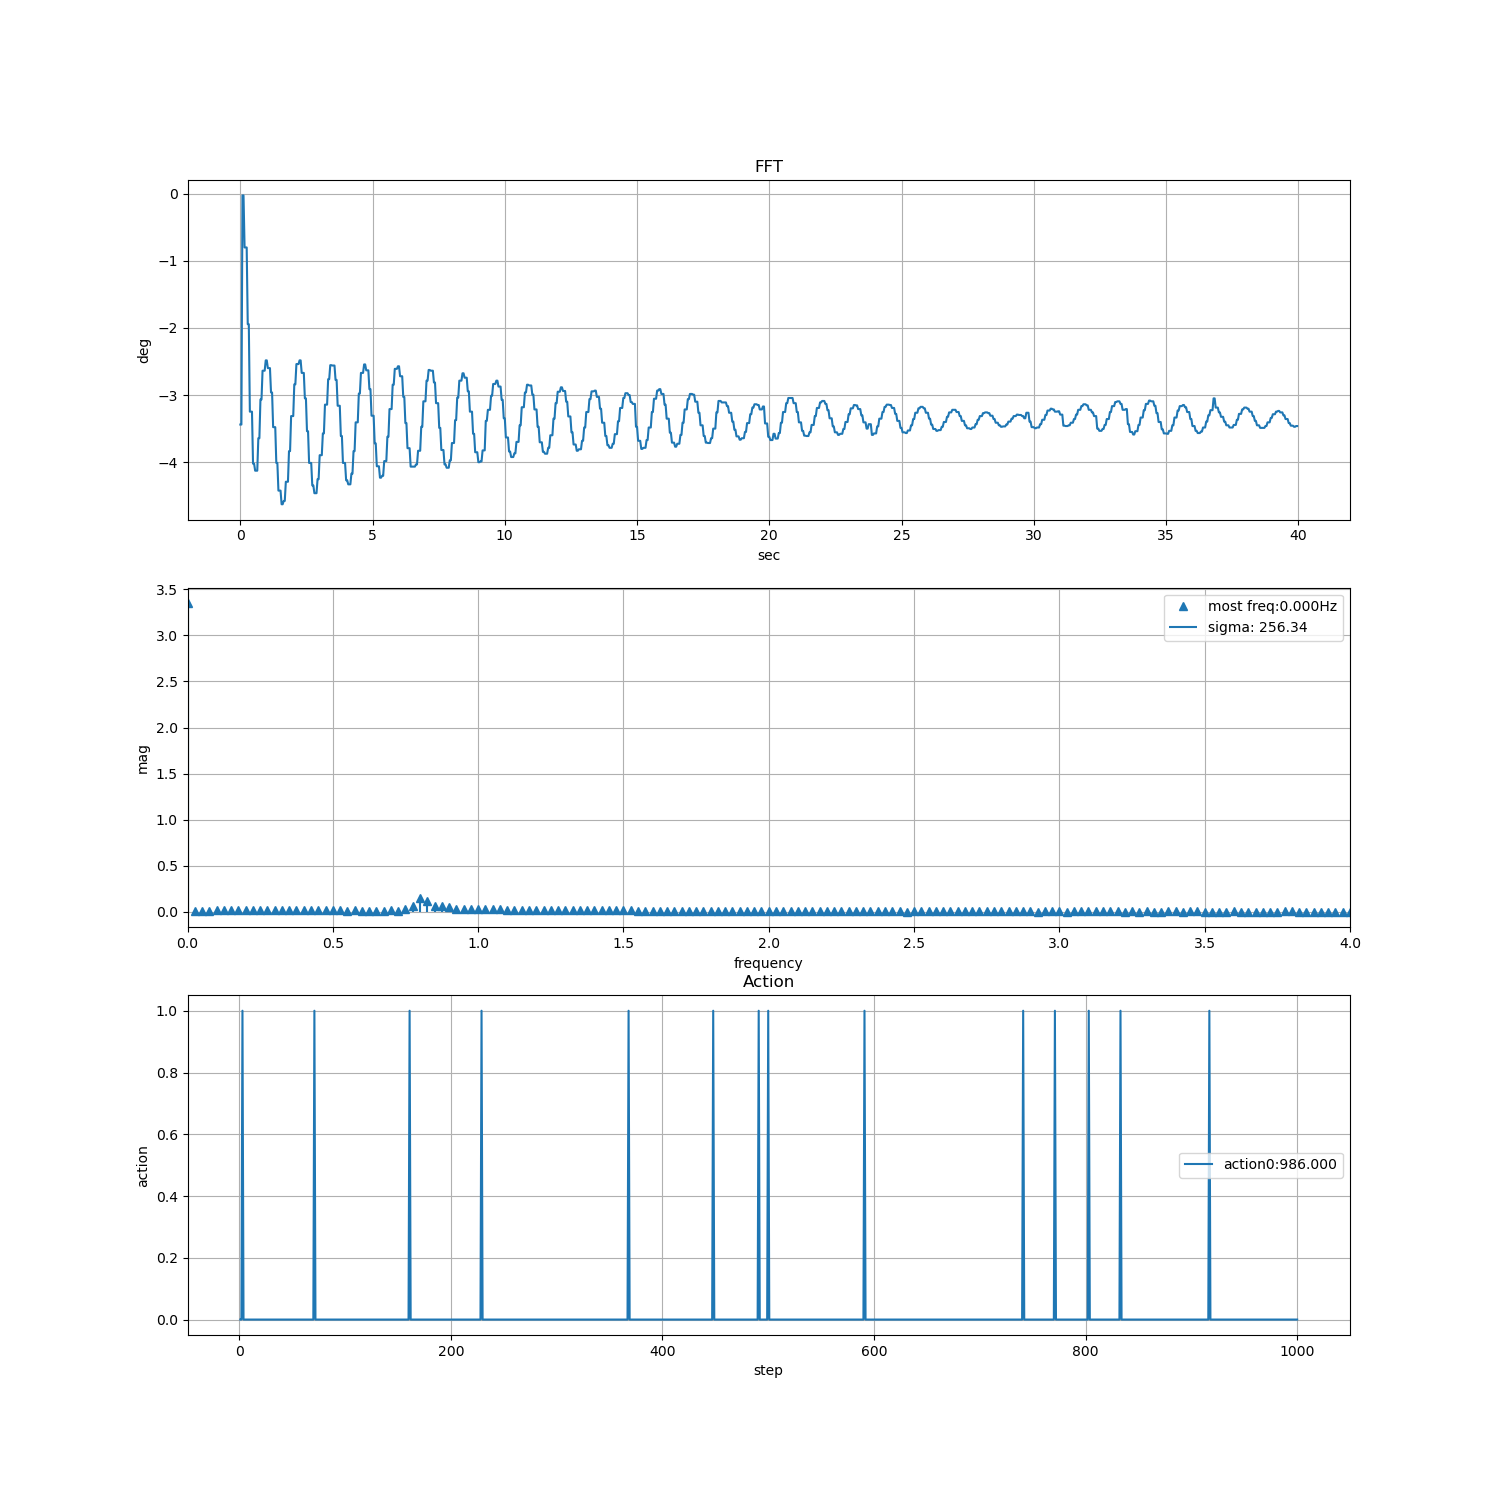 FFT
0
−1
−2
−3
−4
deg
0 5 10 15 20 25 30 35 40
sec
3.5
3.0
2.5
2.0
1.5
1.0
0.5
0.0
mag
most freq:0.000Hz
sigma: 256.34
0.0 0.5 1.0 1.5 2.0 2.5 3.0 3.5 4.0
frequency
Action
1.0
0.8
0.6
0.4
0.2
0.0
action
action0:986.000
0 200 400 600 800 1000
step